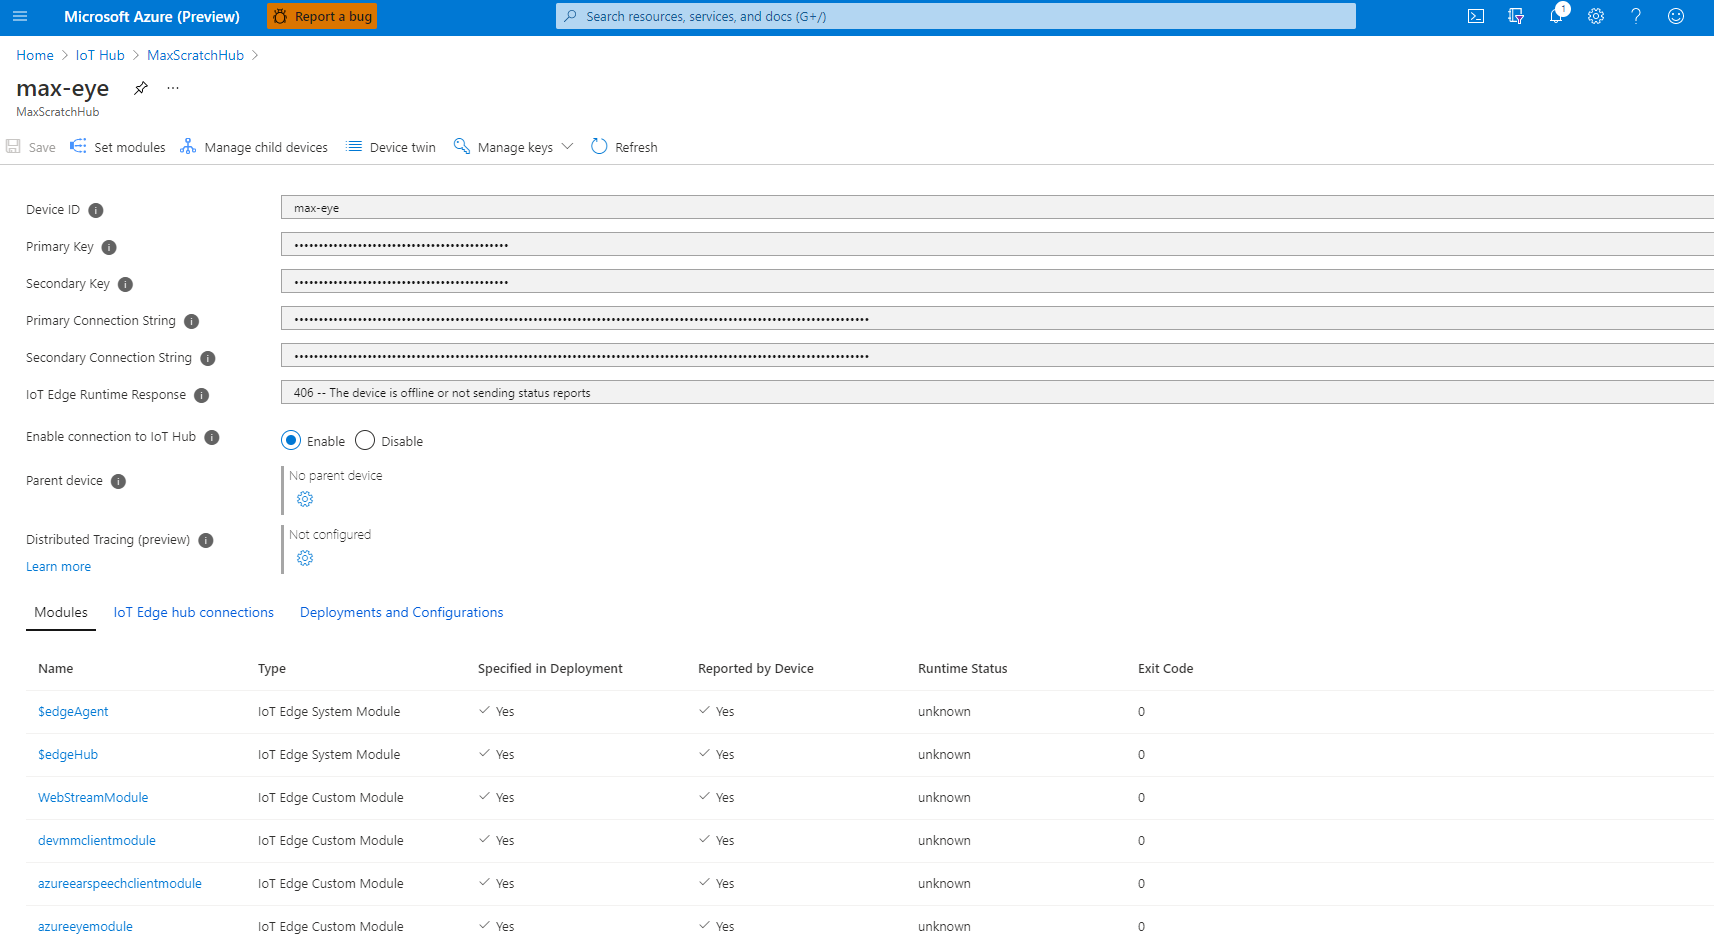 Microsoft Azure (Preview) Report a bug Search resources, services, and docs (G+/) 1
Home > IoT Hub > MaxScratchHub >
max-eye ...
MaxScratchHub
Save Set modules Manage child devices Device twin Manage keys Refresh
Device ID max-eye
Primary Key
Secondary Key
Primary Connection String
Secondary Connection String
IoT Edge Runtime Response 406 -- The device is offline or not sending status reports
Enable connection to IoT Hub Enable Disable
Parent device No parent device
Distributed Tracing (preview) Not configured
Learn more
Modules IoT Edge hub connections Deployments and Configurations
Name Type Specified in Deployment Reported by Device Runtime Status Exit Code
$edgeAgent IoT Edge System Module Yes Yes unknown 0
$edgeHub IoT Edge System Module Yes Yes unknown 0
WebStreamModule IoT Edge Custom Module Yes Yes unknown 0
devmmclientmodule IoT Edge Custom Module Yes Yes unknown 0
azureearspeechclientmodule IoT Edge Custom Module Yes Yes unknown 0
azureeyemodule IoT Edge Custom Module Yes Yes unknown 0